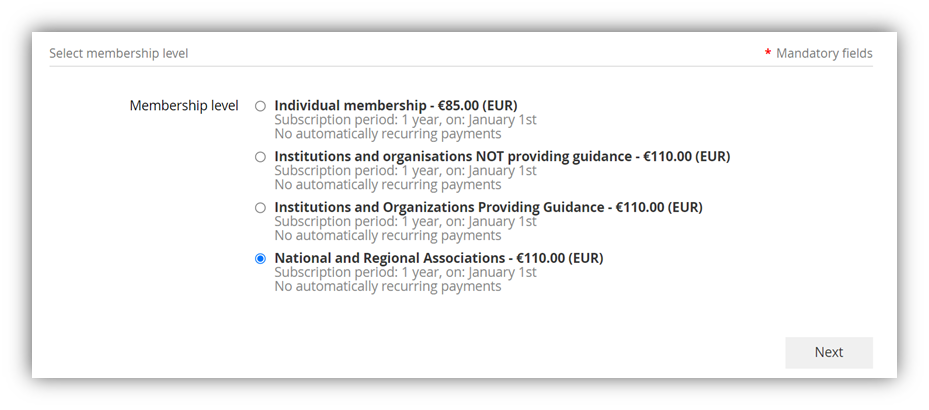 Select membership level
* Mandatory fields
Membership level
Individual membership - €85.00 (EUR)
Subscription period: 1 year, on: January 1st
No automatically recurring payments
Institutions and organisations NOT providing guidance - €110.00 (EUR)
Subscription period: 1 year, on: January 1st
No automatically recurring payments
Institutions and Organizations Providing Guidance - €110.00 (EUR)
Subscription period: 1 year, on: January 1st
No automatically recurring payments
National and Regional Associations - €110.00 (EUR)
Subscription period: 1 year, on: January 1st
No automatically recurring payments
Next